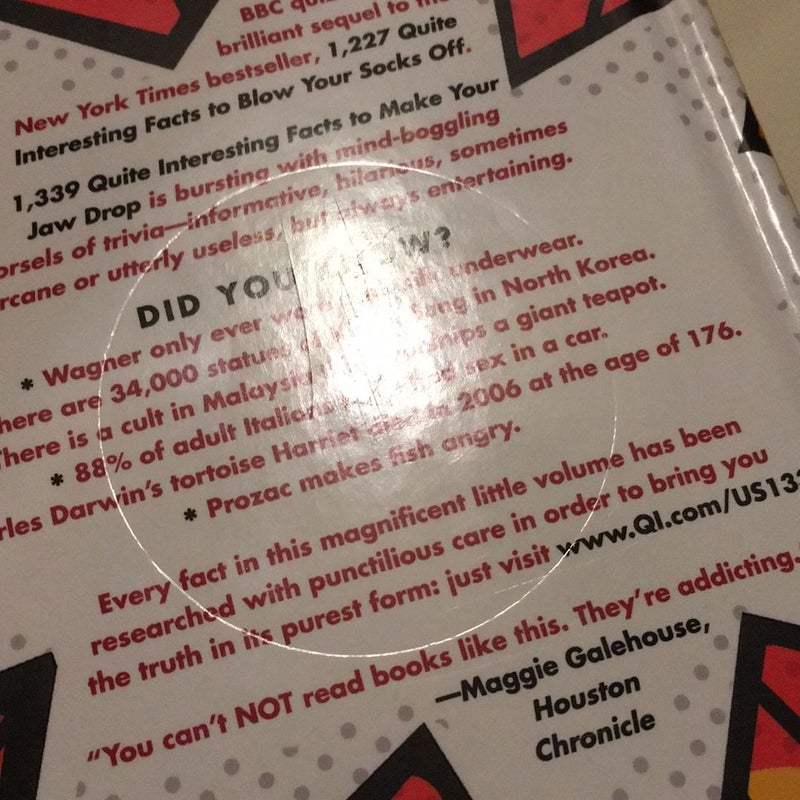 BBC
brilliant sequel to the
New York Times bestseller, 1,227 Quite
Interesting Facts to Blow Your Socks Off.
1,339 Quite Interesting Facts to Make Your
Jaw Drop is bursting with mind-boggling
orsels of trivia—informative, hilarious, sometimes
rcane or utterly useless, but always entertaining.
DID YOU KNOW?
* Wagner only ever underwear.
here are 34,000 statues in North Korea.
There is a cult in Malaysia a giant teapot.
* 88% of adult Italians sex in a car.
rles Darwin's tortoise Harriet died in 2006 at the age of 176.
* Prozac makes fish angry.
Every fact in this magnificent little volume has been
researched with punctilious care in order to bring you
the truth in its purest form: just visit www.QI.com/US133
"You can't NOT read books like this. They're addicting.
—Maggie Galehouse,
Houston
Chronicle